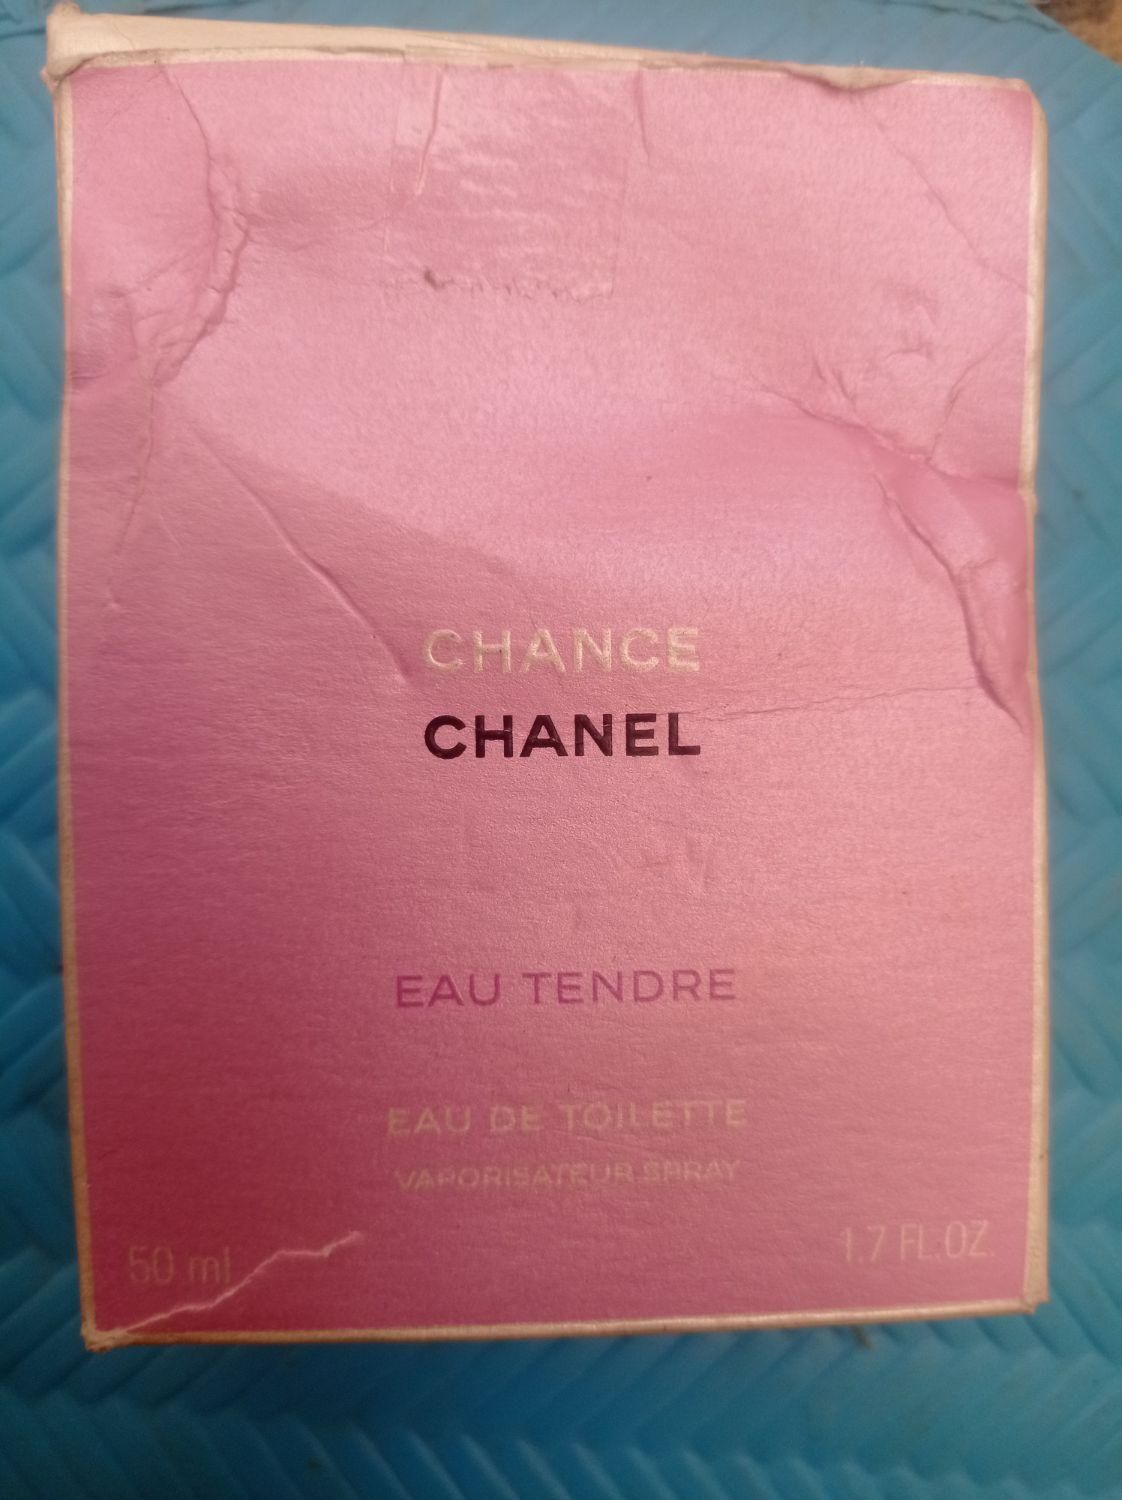 CHANCE
CHANEL
EAU TENDRE
EAU DE TOILETTE
VAPORISATEUR SPRAY
50 ml
1.7 FL.OZ.